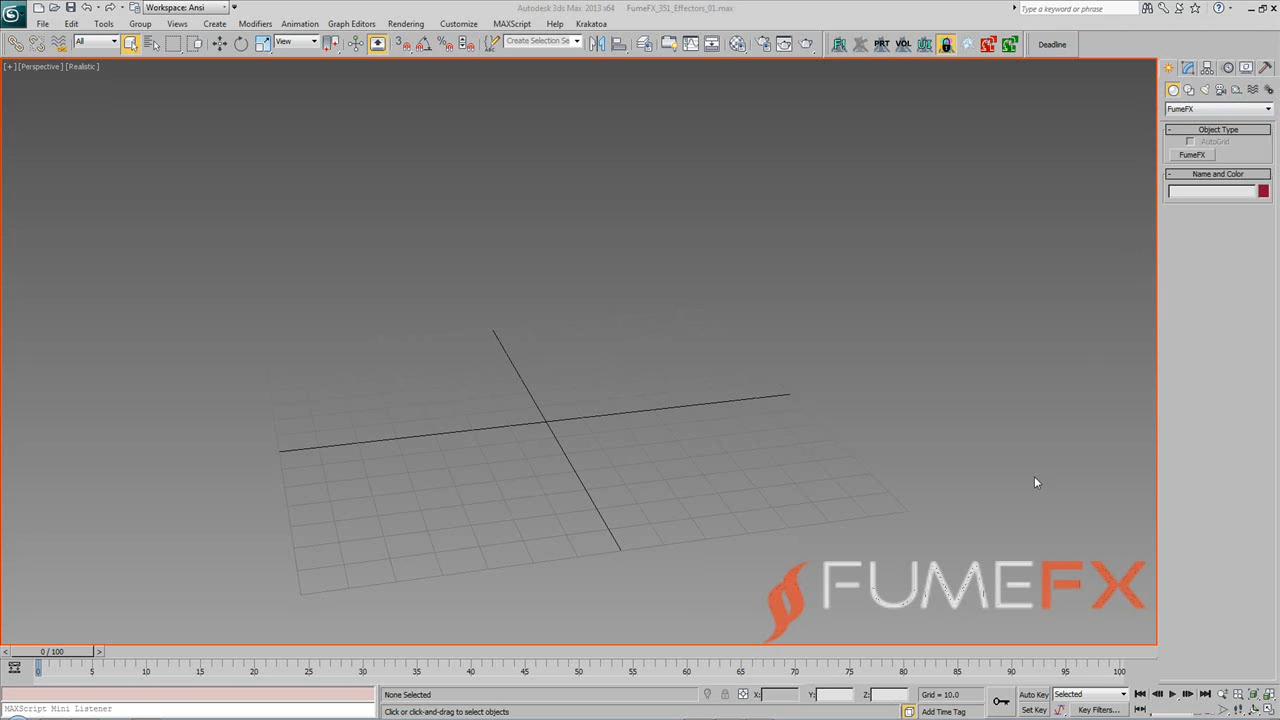 Workspace: Ansi
Autodesk 3ds Max 2013 x64 FumeFX_351_Effectors_01.max
Type a keyword or phrase
File Edit Tools Group Views Create Modifiers Animation Graph Editors Rendering Customize MAXScript Help Krakatoa
All View Create Selection Se PRT VOL Deadline
[+][Perspective][Realistic]
FumeFX
- Object Type
AutoGrid
FumeFX
- Name and Color
FUMEFX
< 0 / 100 >
0 5 10 15 20 25 30 35 40 45 50 55 60 65 70 75 80 85 90 95 100
None Selected X: Y: Z: Grid = 10.0 Auto Key Selected
MAXScript Mini Listener Click or click-and-drag to select objects Add Time Tag Set Key Key Filters...